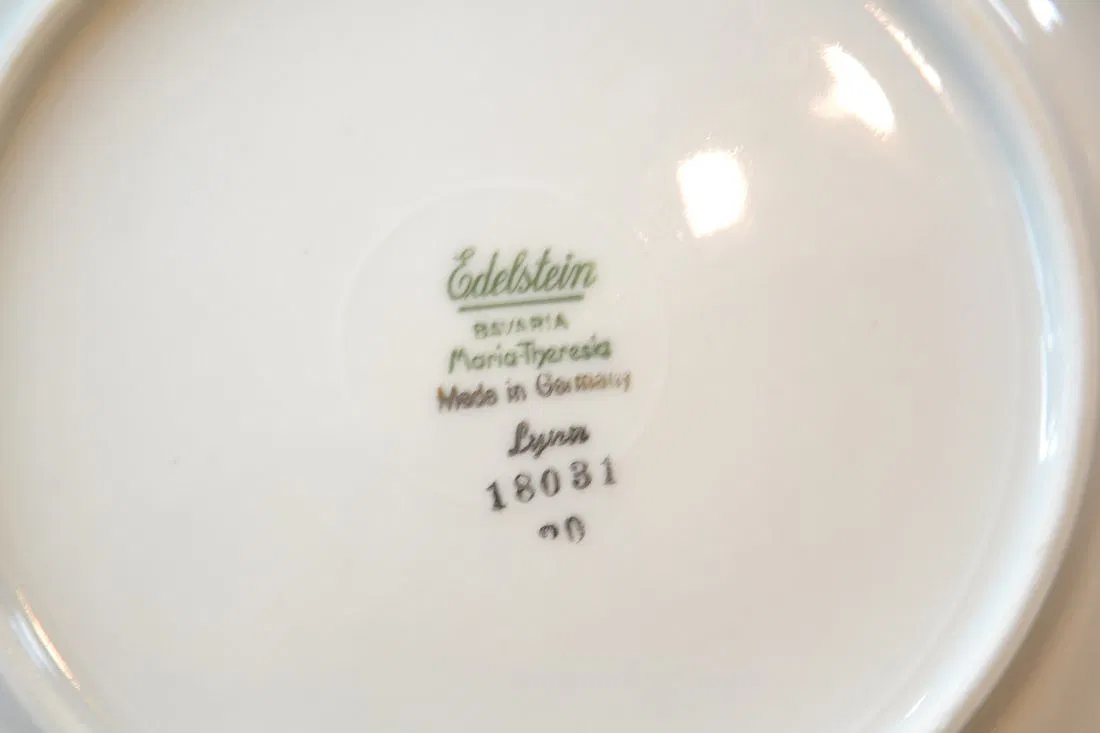 Edelstein
BAVARIA
Maria-Theresia
Made in Germany
Lynn
18031